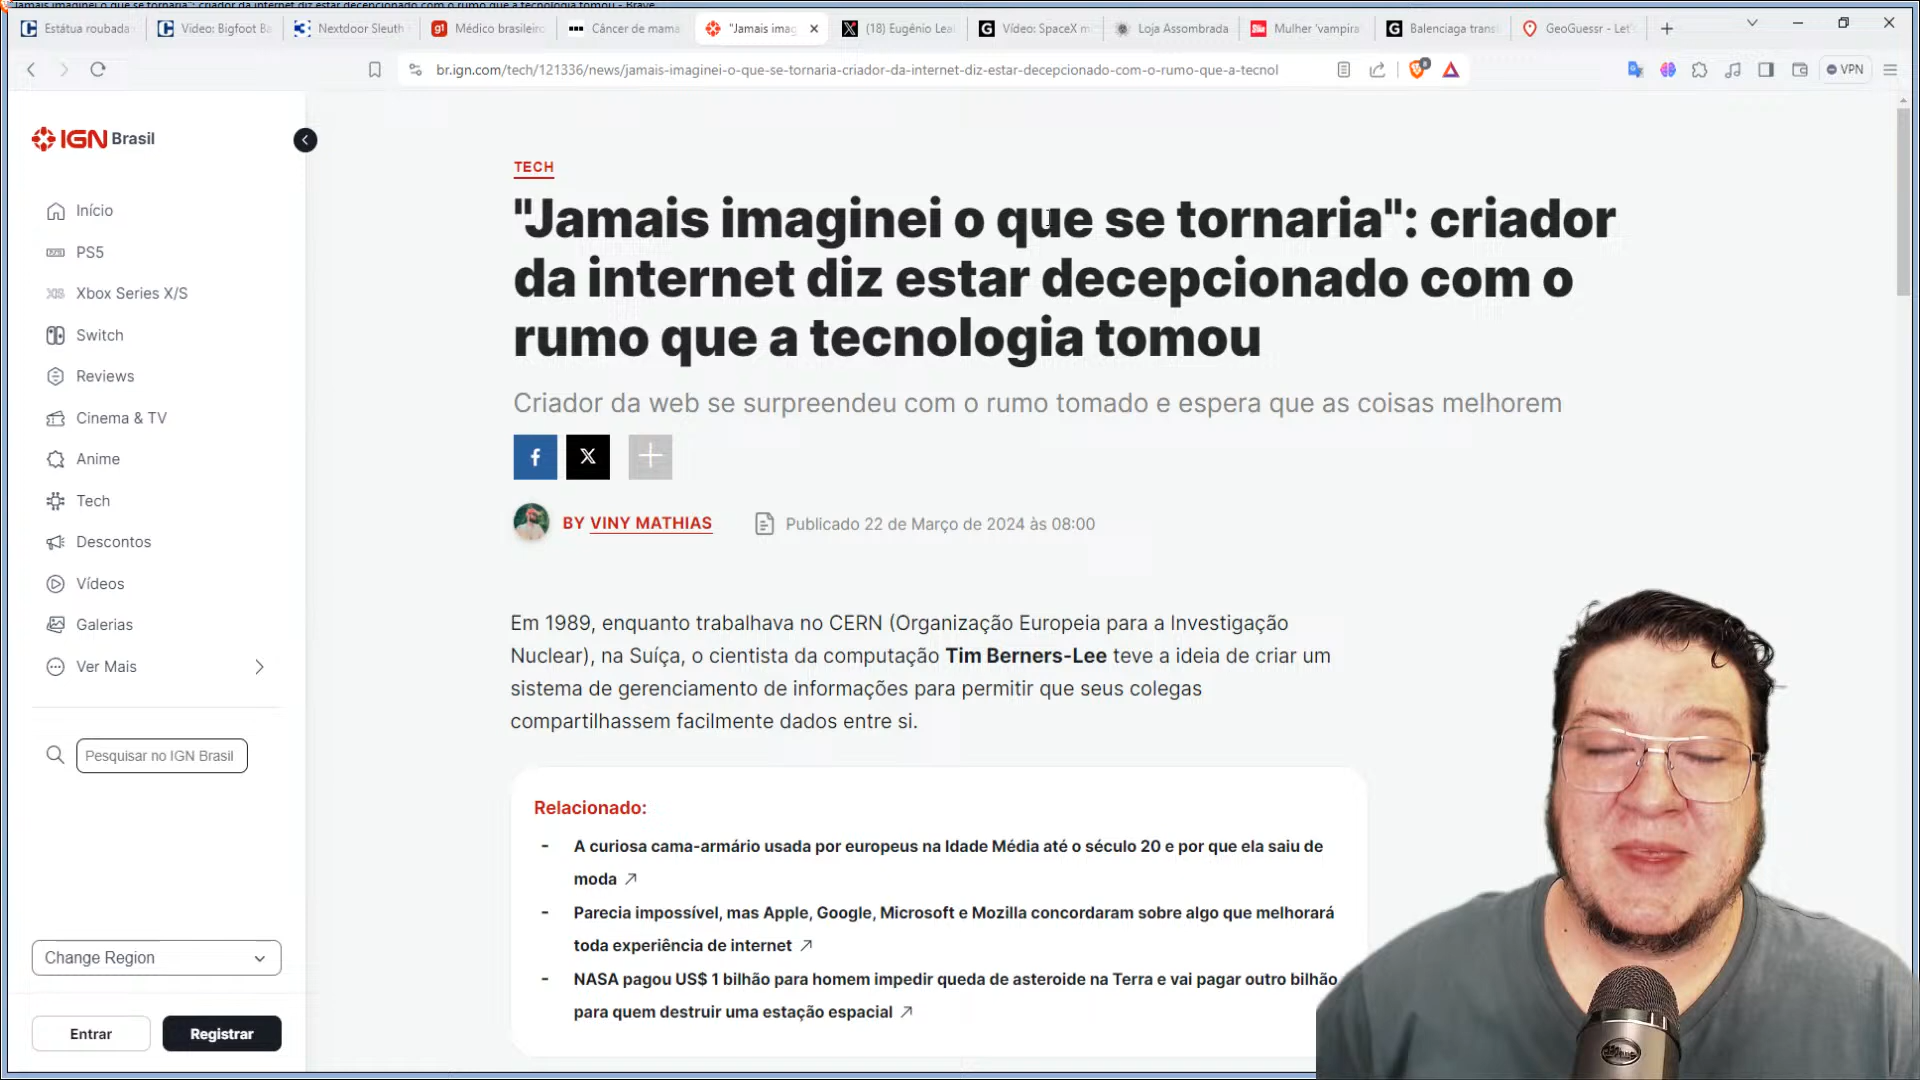 Jamais imaginei o que se tornaria": criador da internet diz estar decepcionado com o rumo que a tecnologia tomou - Brave
Estátua roubada
Vídeo: Bigfoot Ba
Nextdoor Sleuth
Médico brasileiro
Câncer de mama
"Jamais imag
(18) Eugênio Leal
Vídeo: SpaceX m
Loja Assombrada
Mulher 'vampira
Balenciaga trans
GeoGuessr - Let's
br.ign.com/tech/121336/news/jamais-imaginei-o-que-se-tornaria-criador-da-internet-diz-estar-decepcionado-com-o-rumo-que-a-tecnol
VPN
IGN Brasil
Início
PS5
Xbox Series X/S
Switch
Reviews
Cinema & TV
Anime
Tech
Descontos
Vídeos
Galerias
Ver Mais
Pesquisar no IGN Brasil
Change Region
Entrar
Registrar
TECH
"Jamais imaginei o que se tornaria": criador
da internet diz estar decepcionado com o
rumo que a tecnologia tomou
Criador da web se surpreendeu com o rumo tomado e espera que as coisas melhorem
BY VINY MATHIAS
Publicado 22 de Março de 2024 às 08:00
Em 1989, enquanto trabalhava no CERN (Organização Europeia para a Investigação
Nuclear), na Suíça, o cientista da computação Tim Berners-Lee teve a ideia de criar um
sistema de gerenciamento de informações para permitir que seus colegas
compartilhassem facilmente dados entre si.
Relacionado:
- A curiosa cama-armário usada por europeus na Idade Média até o século 20 e por que ela saiu de
moda
- Parecia impossível, mas Apple, Google, Microsoft e Mozilla concordaram sobre algo que melhorará
toda experiência de internet
- NASA pagou US$ 1 bilhão para homem impedir queda de asteroide na Terra e vai pagar outro bilhão
para quem destruir uma estação espacial